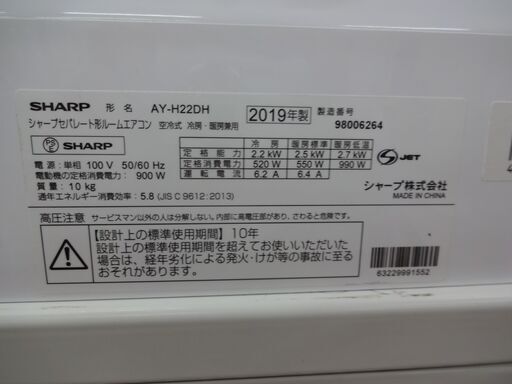 SHARP 形名 AY-H22DH 2019年製 製造番号
シャープセパレート形ルームエアコン 空冷式 冷房・暖房兼用 98006264
PS E SHARP
冷房 暖房標準 暖房低温
定格能力 2.2 kW 2.5 kW 2.7 kW
電源:単相 100 V 50/60 Hz 定格消費電力 520 W 550 W 990 W
電動機の定格消費電力: 900 W 運転電流 6.2 A 6.4 A
S JET
質量:10 kg
通年エネルギー消費効率:5.8 (JIS C 9612:2013)
シャープ株式会社
MADE IN CHINA
高圧注意 サービスマン以外の人は分解しない。内部に高電圧部があり、さわると危険です。
【設計上の標準使用期間】10年
設計上の標準使用期間を超えてお使いいただいた
場合は、経年劣化による発火・けが等の事故に至る
おそれがあります。
63229991552